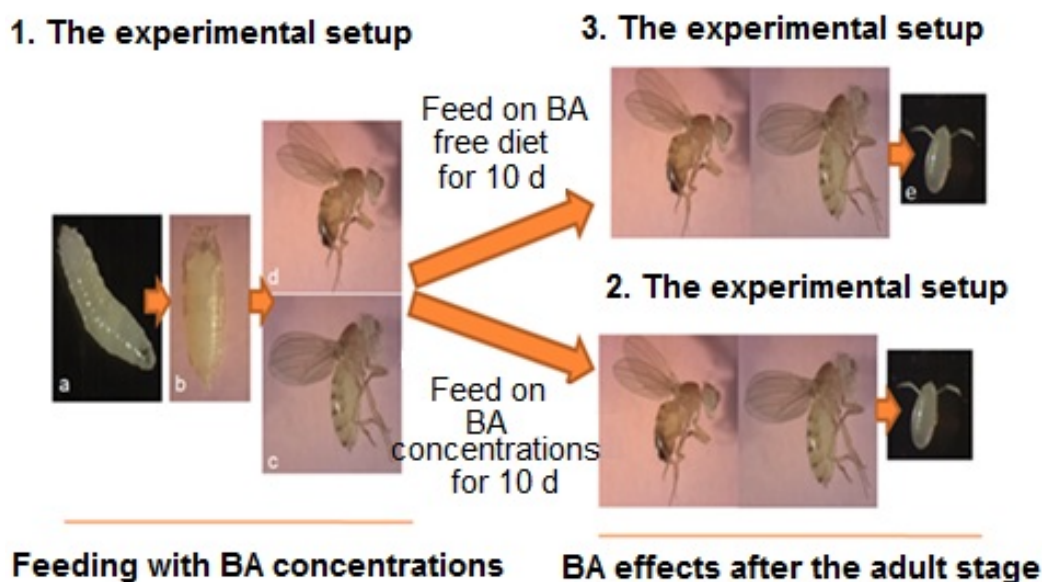 1. The experimental setup
3. The experimental setup
Feed on BA
free diet
for 10 d
d
e
2. The experimental setup
a
b
c
Feed on
BA
concentrations
for 10 d
Feeding with BA concentrations
BA effects after the adult stage